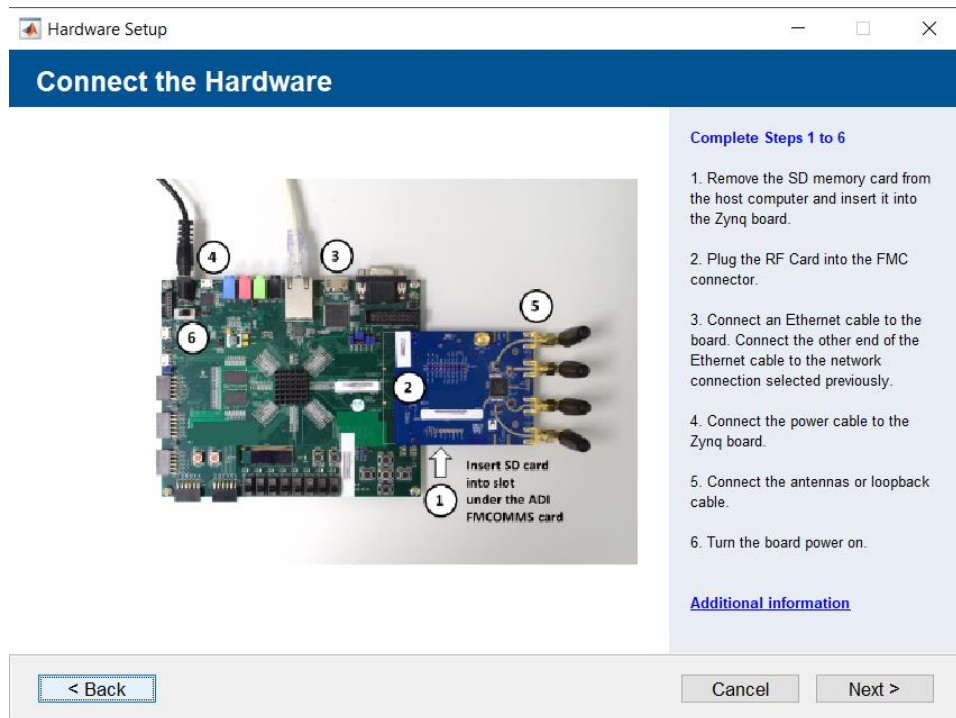 Hardware Setup
Connect the Hardware
4
3
5
6
2
1
Insert SD card
into slot
under the ADI
FMCOMMS card
Complete Steps 1 to 6
1. Remove the SD memory card from
the host computer and insert it into
the Zynq board.
2. Plug the RF Card into the FMC
connector.
3. Connect an Ethernet cable to the
board. Connect the other end of the
Ethernet cable to the network
connection selected previously.
4. Connect the power cable to the
Zynq board.
5. Connect the antennas or loopback
cable.
6. Turn the board power on.
Additional information
< Back
Cancel
Next >